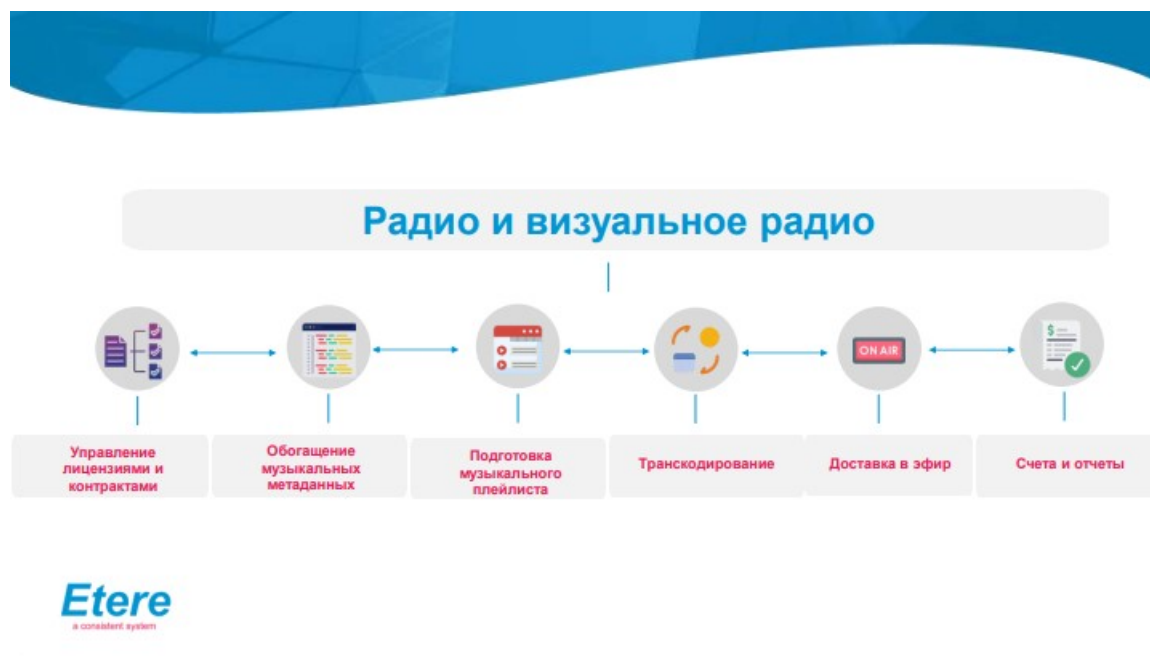 Радио и визуальное радио
ON AIR
$
Управление
лицензиями и
контрактами
Обогащение
музыкальных
метаданных
Подготовка
музыкального
плейлиста
Транскодирование
Доставка в эфир
Счета и отчеты
Etere
a consistent system